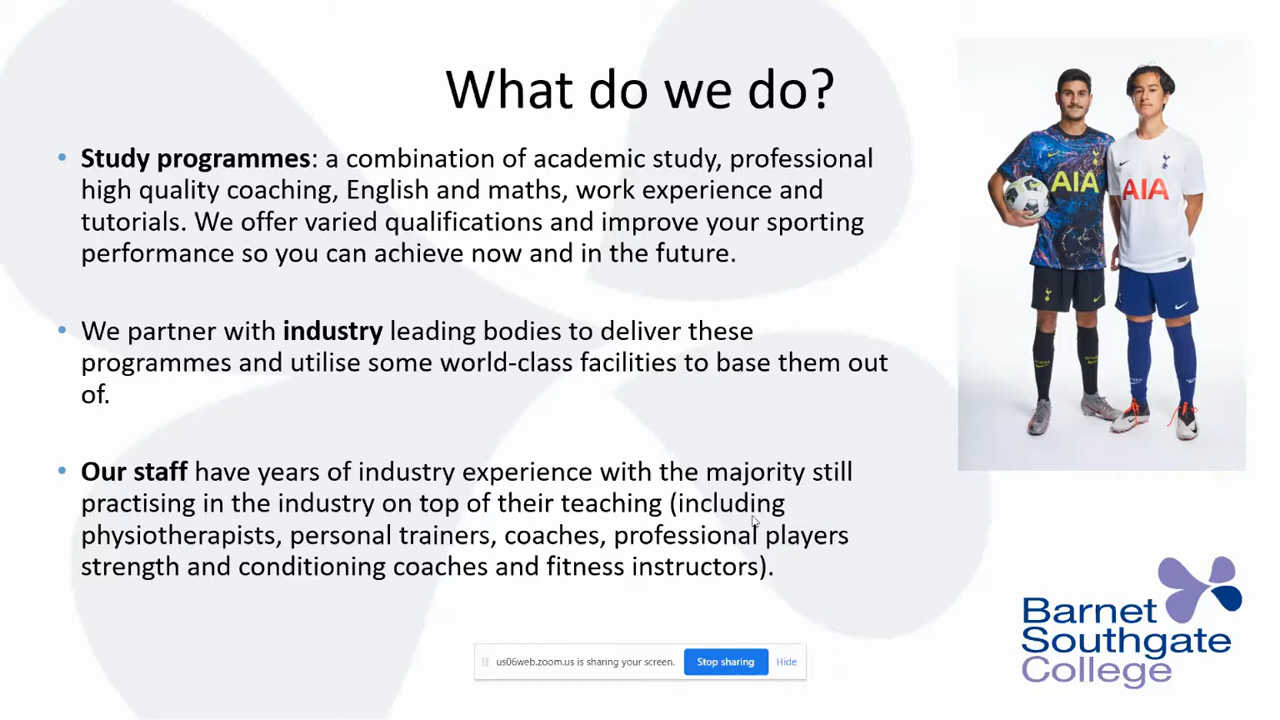 What do we do?
• Study programmes: a combination of academic study, professional
high quality coaching, English and maths, work experience and
tutorials. We offer varied qualifications and improve your sporting
performance so you can achieve now and in the future.
• We partner with industry leading bodies to deliver these
programmes and utilise some world-class facilities to base them out
of.
• Our staff have years of industry experience with the majority still
practising in the industry on top of their teaching (including
physiotherapists, personal trainers, coaches, professional players
strength and conditioning coaches and fitness instructors).
AIA
AIA
Barnet
Southgate
College
us06web.zoom.us is sharing your screen.
Stop sharing
Hide